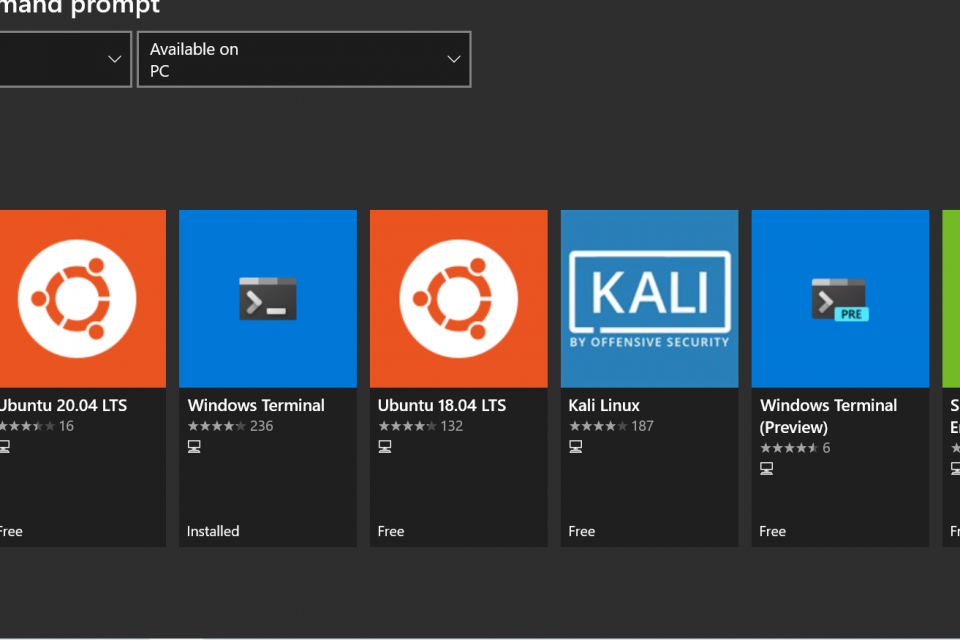 mand prompt
Available on
PC
KALI
BY OFFENSIVE SECURITY
PRE
Ubuntu 20.04 LTS
16
Free
Windows Terminal
236
Installed
Ubuntu 18.04 LTS
132
Free
Kali Linux
187
Free
Windows Terminal
(Preview)
6
Free